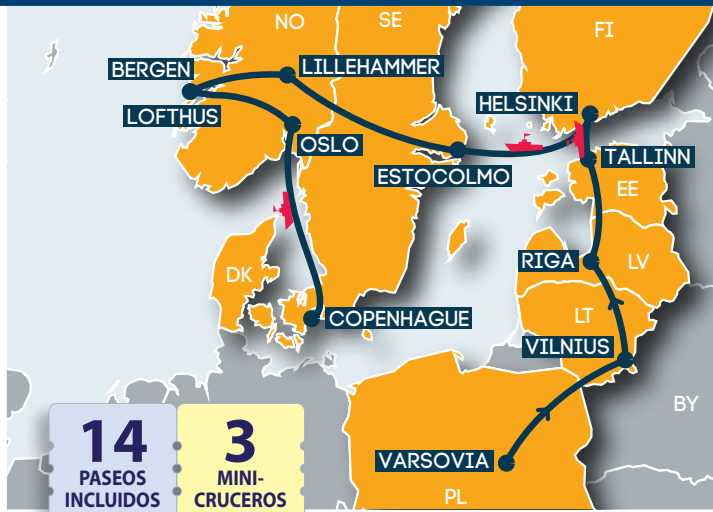 NO
SE
FI
BERGEN
LILLEHAMMER
HELSINKI
LOFTHUS
OSLO
TALLINN
ESTOCOLMO
EE
RIGA
LV
DK
COPENHAGUE
LT
VILNIUS
BY
14
PASEOS
INCLUIDOS
3
MINI-
CRUCEROS
VARSOVIA
PL